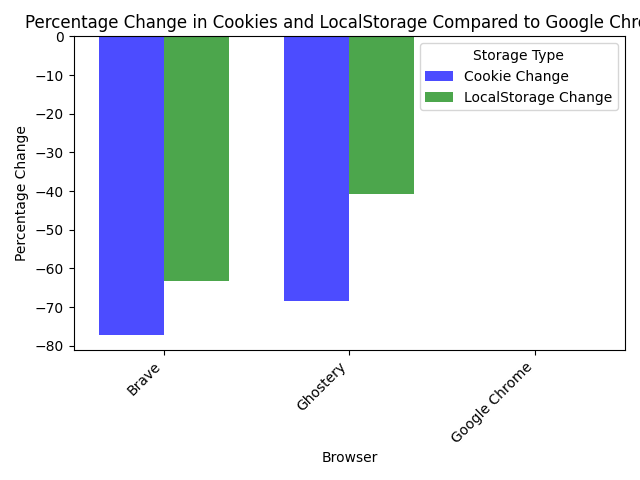 Percentage Change in Cookies and LocalStorage Compared to Google Chro
Storage Type
Cookie Change
LocalStorage Change
Percentage Change
0
−10
−20
−30
−40
−50
−60
−70
−80
Brave
Ghostery
Google Chrome
Browser